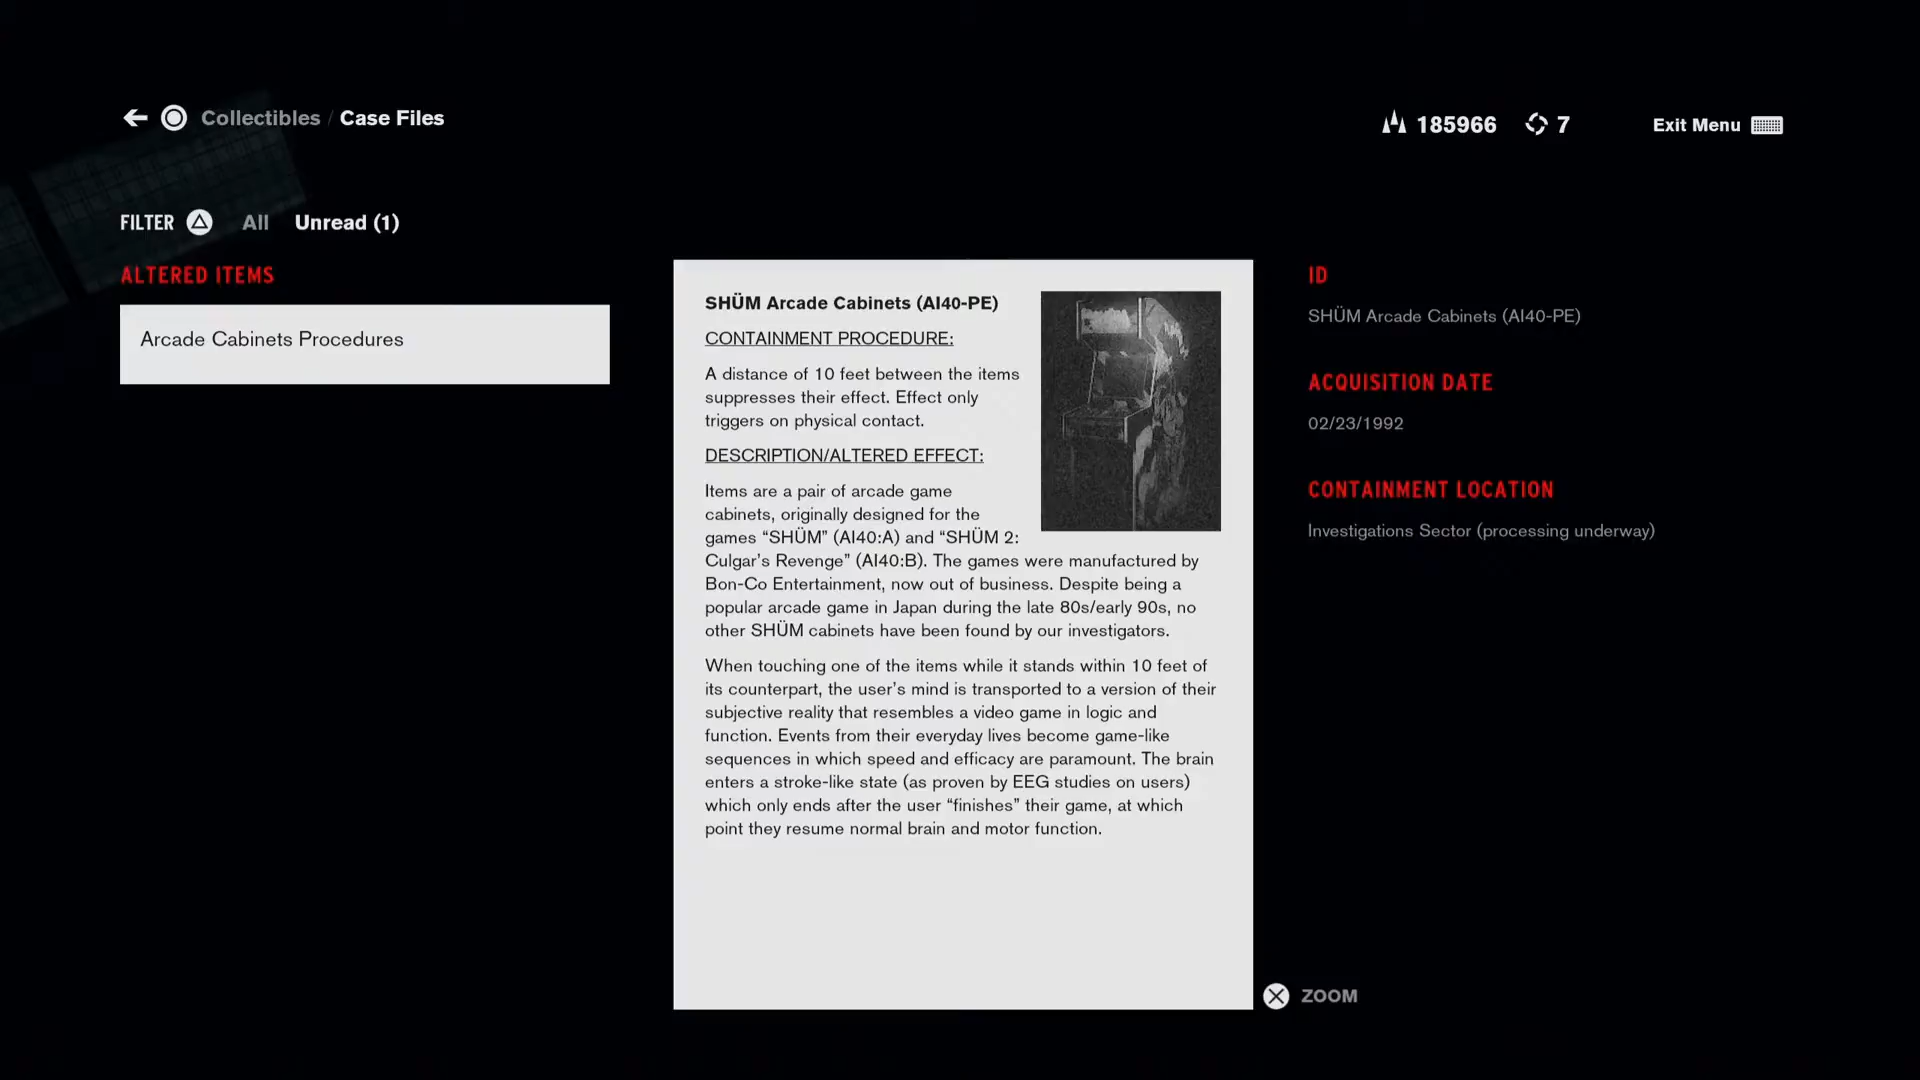 Collectibles / Case Files
185966
7
Exit Menu
FILTER All Unread (1)
ALTERED ITEMS
Arcade Cabinets Procedures
SHÜM Arcade Cabinets (AI40-PE)
CONTAINMENT PROCEDURE:
A distance of 10 feet between the items
suppresses their effect. Effect only
triggers on physical contact.
DESCRIPTION/ALTERED EFFECT:
Items are a pair of arcade game
cabinets, originally designed for the
games “SHÜM” (AI40:A) and “SHÜM 2:
Culgar’s Revenge” (AI40:B). The games were manufactured by
Bon-Co Entertainment, now out of business. Despite being a
popular arcade game in Japan during the late 80s/early 90s, no
other SHÜM cabinets have been found by our investigators.
When touching one of the items while it stands within 10 feet of
its counterpart, the user’s mind is transported to a version of their
subjective reality that resembles a video game in logic and
function. Events from their everyday lives become game-like
sequences in which speed and efficacy are paramount. The brain
enters a stroke-like state (as proven by EEG studies on users)
which only ends after the user “finishes” their game, at which
point they resume normal brain and motor function.
ID
SHÜM Arcade Cabinets (AI40-PE)
ACQUISITION DATE
02/23/1992
CONTAINMENT LOCATION
Investigations Sector (processing underway)
ZOOM